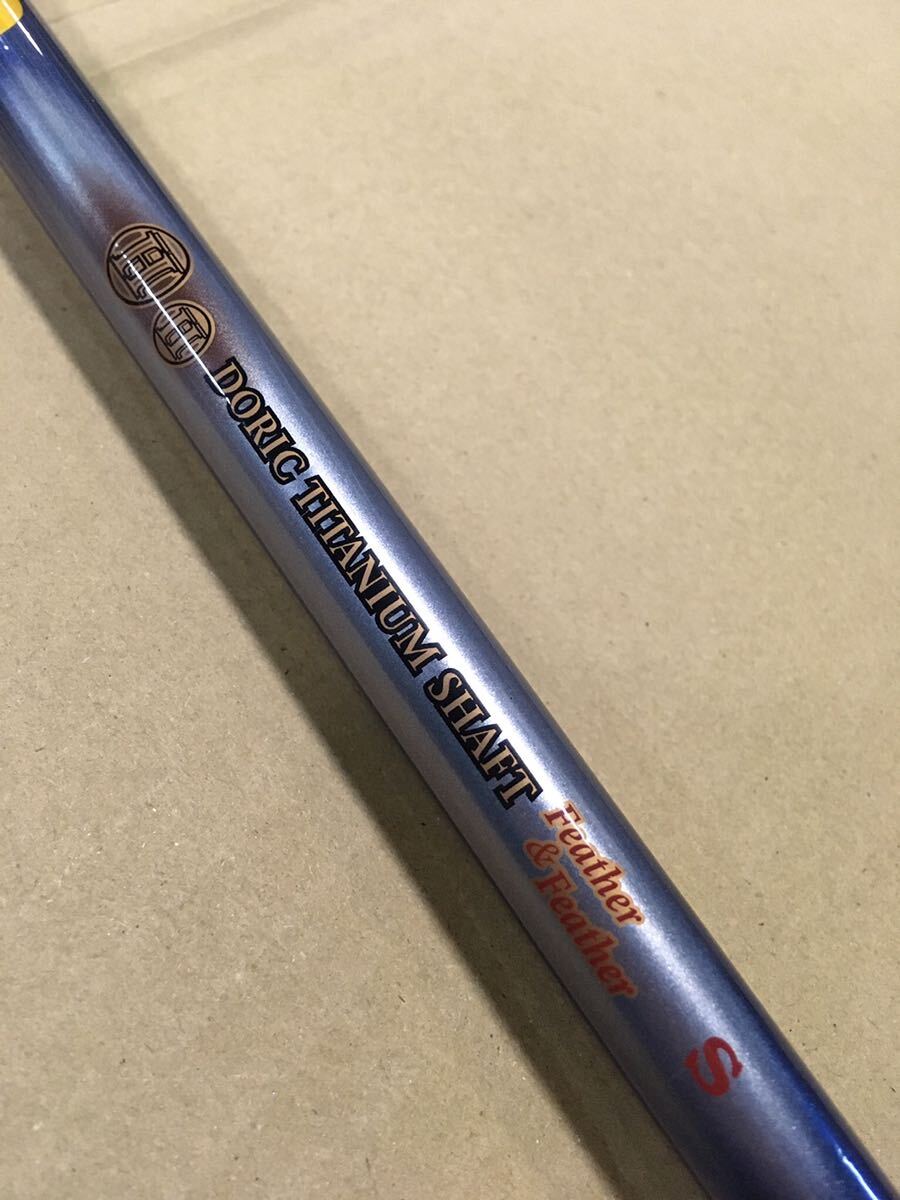 H
H
DORIC TITANIUM SHAFT
Feather
& Feather
S